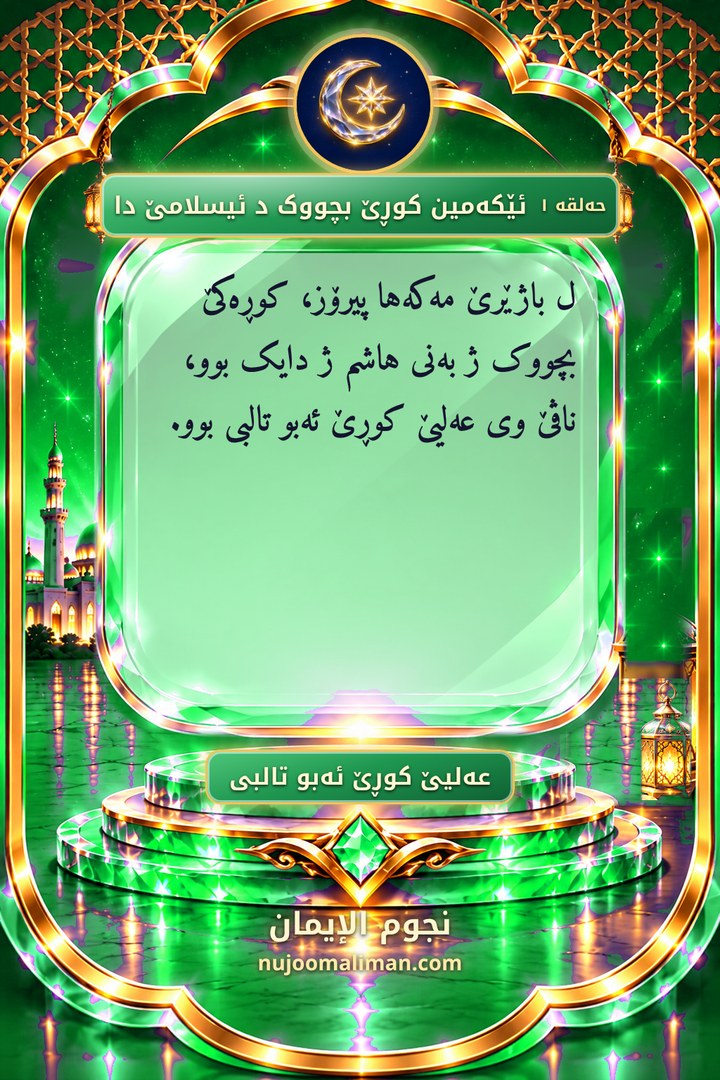 حەلقە ١ ئێکەمین کوڕێ بچووک د ئیسلامێ دا
ل باژێرێ مەکەها پیرۆز، کوڕەکێ
بچووک ژ بەنی هاشم ژ دایک بوو،
ناڤێ وی عەلیێ کوڕێ ئەبو تالبی بوو.
عەلیێ کوڕێ ئەبو تالبی
نجوم الإيمان
nujoomaliman.com